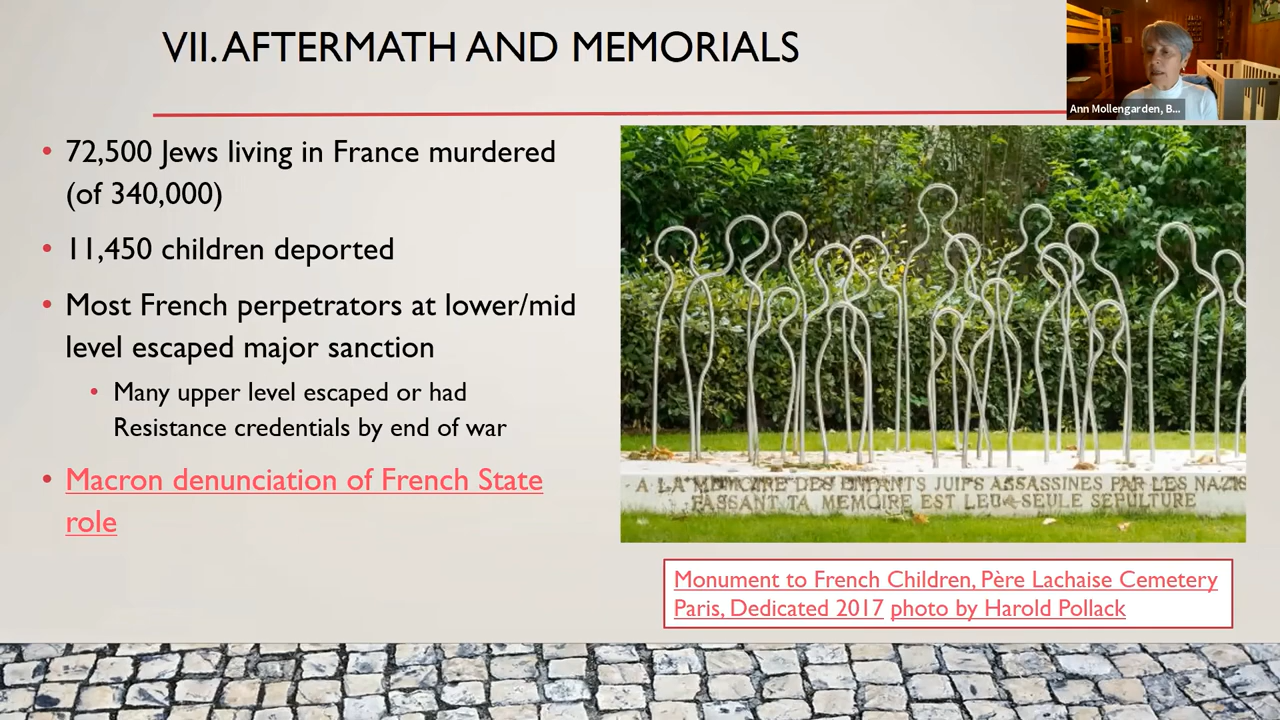 VII. AFTERMATH AND MEMORIALS
Ann Mollengarden, B...
• 72,500 Jews living in France murdered
(of 340,000)
• 11,450 children deported
• Most French perpetrators at lower/mid
level escaped major sanction
• Many upper level escaped or had
Resistance credentials by end of war
• Macron denunciation of French State
role
A LA MEMOIRE DES ENFANTS JUIFS ASSASSINES PAR LES NAZIS
PASSANT TA MEMOIRE EST LEUR SEULE SEPULTURE
Monument to French Children, Père Lachaise Cemetery
Paris, Dedicated 2017 photo by Harold Pollack